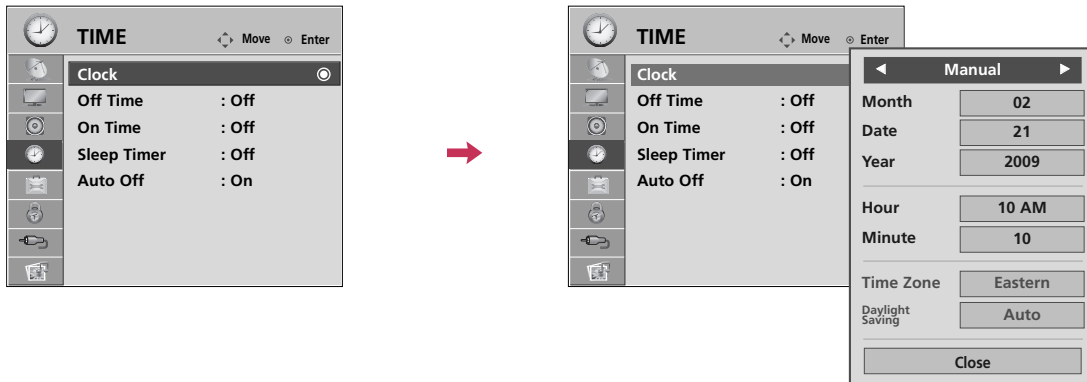 TIME
Move Enter
Clock
Off Time : Off
On Time : Off
Sleep Timer : Off
Auto Off : On
TIME
Move Enter
Clock
Off Time : Off
On Time : Off
Sleep Timer : Off
Auto Off : On
◄ Manual ►
Month 02
Date 21
Year 2009
Hour 10 AM
Minute 10
Time Zone Eastern
Daylight
Saving Auto
Close